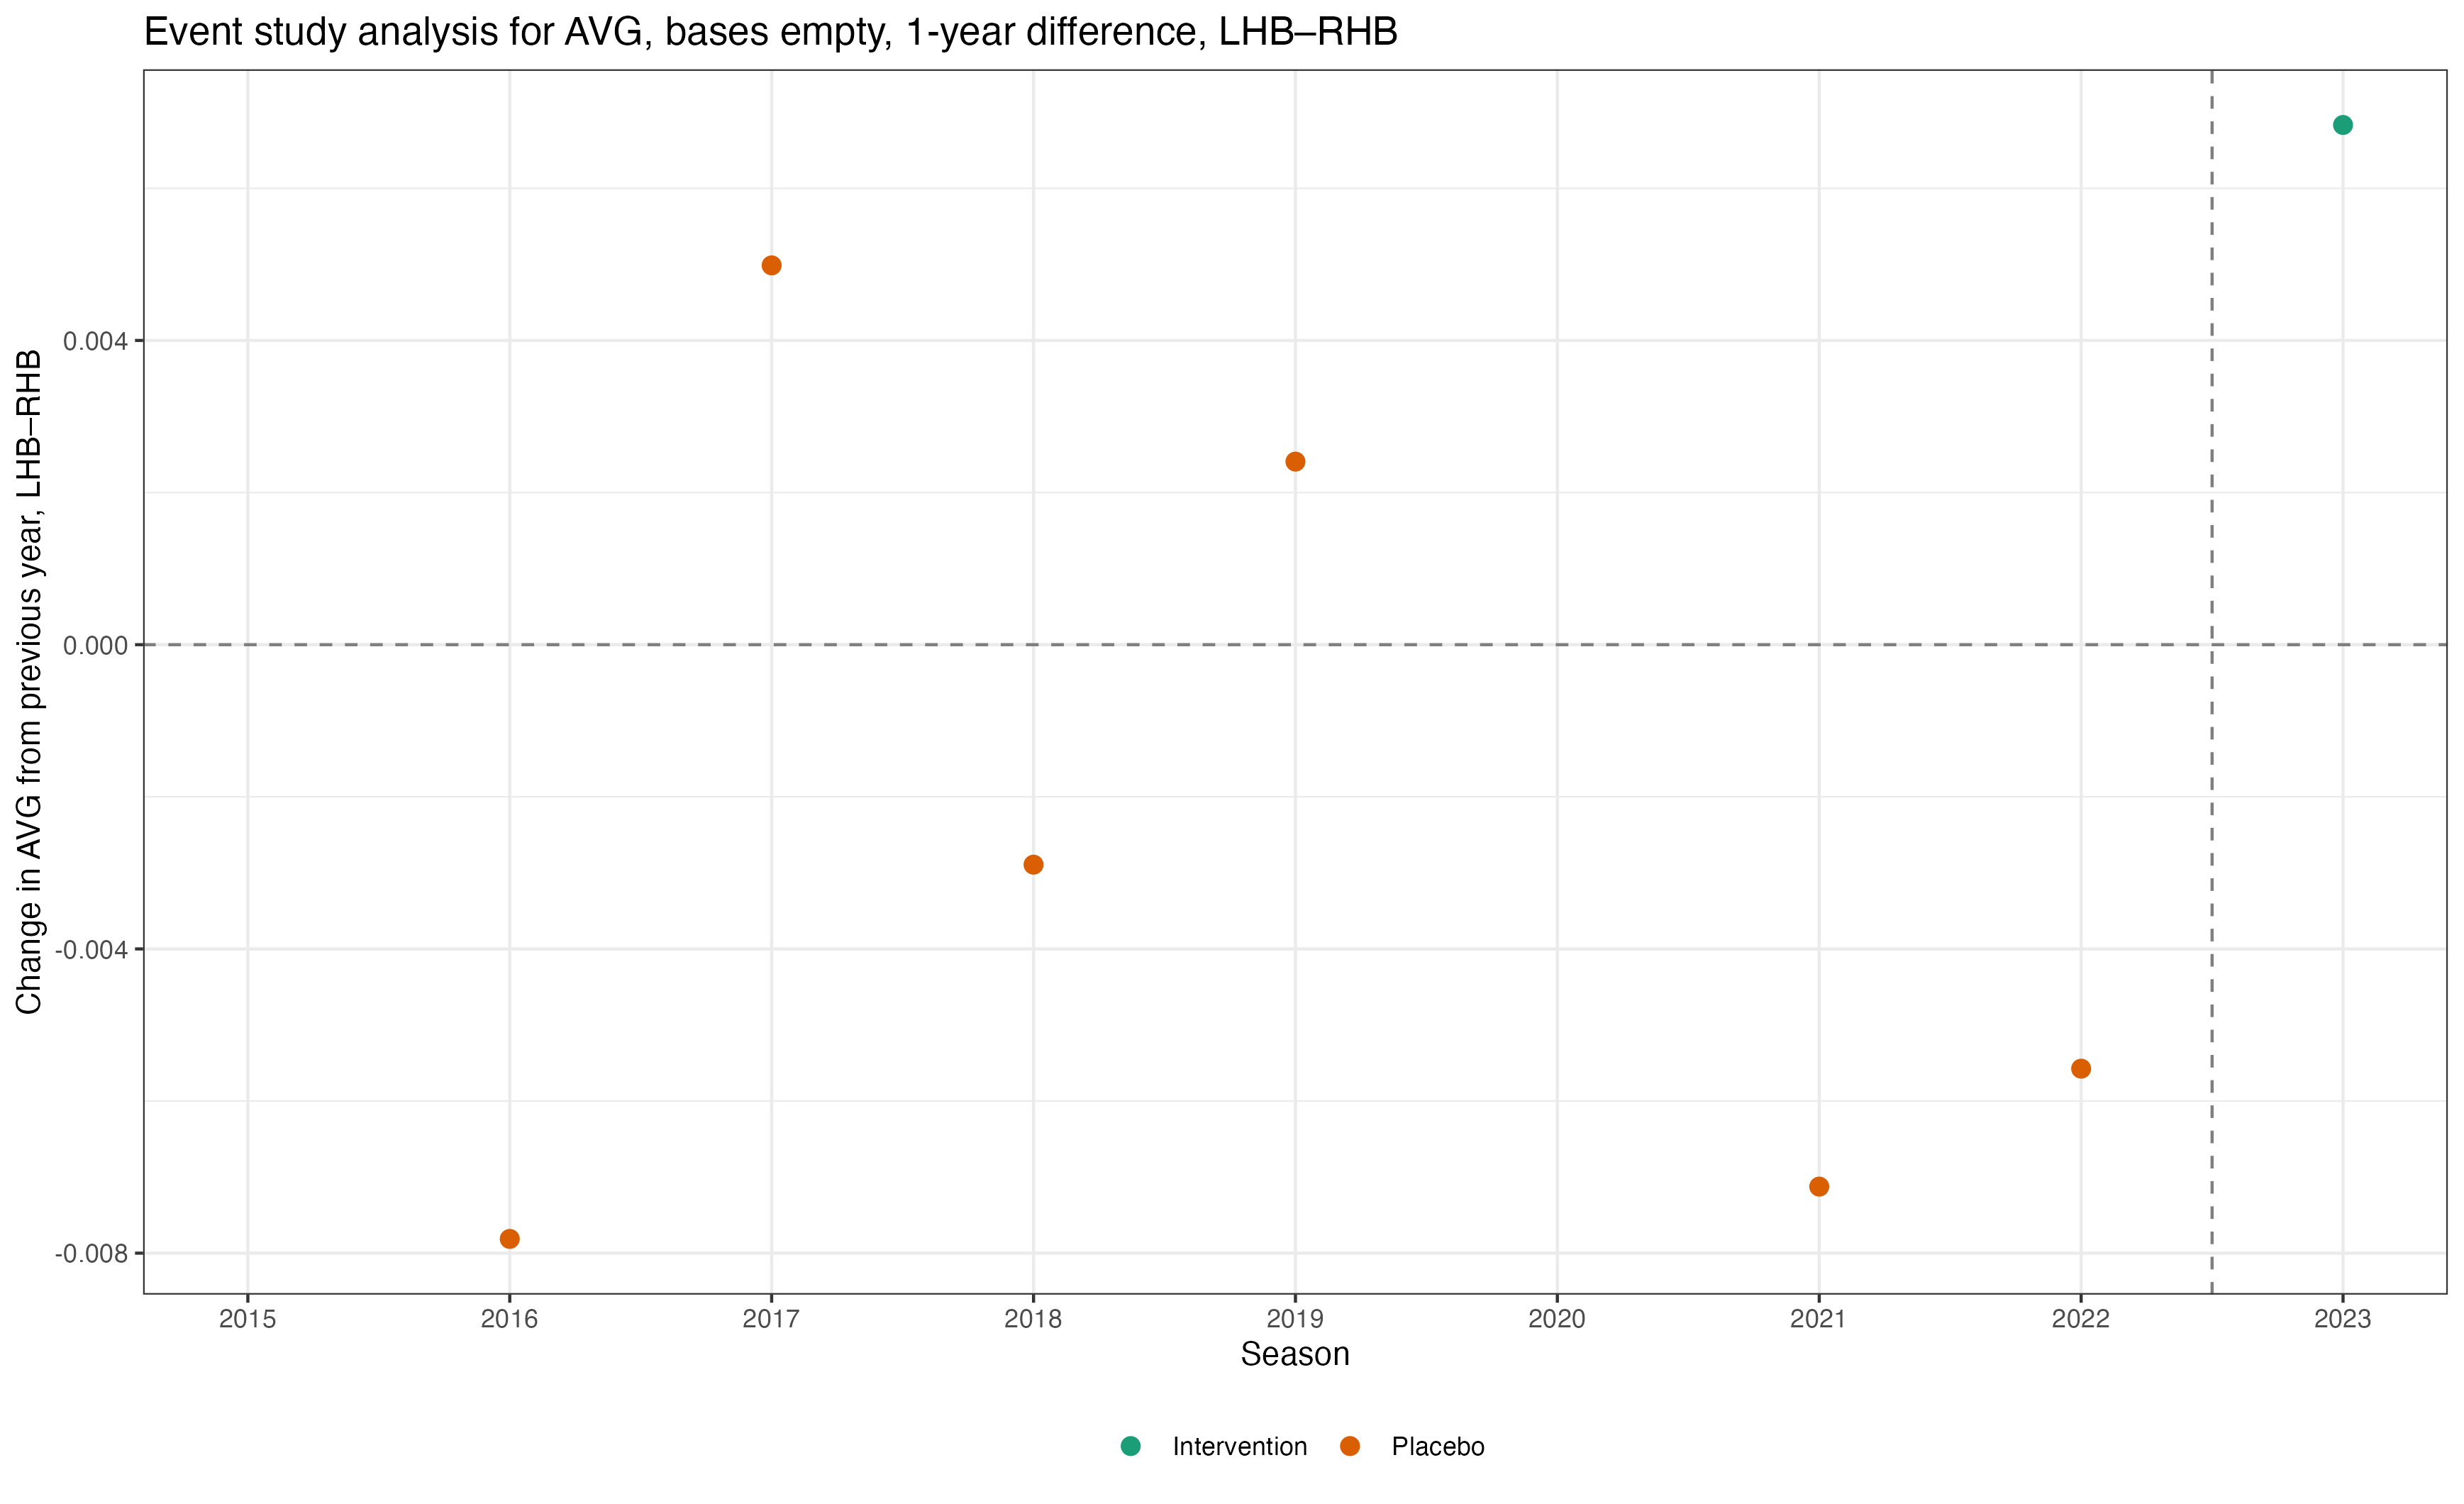 Event study analysis for AVG, bases empty, 1-year difference, LHB–RHB
Change in AVG from previous year, LHB–RHB
0.004
0.000
-0.004
-0.008
2015 2016 2017 2018 2019 2020 2021 2022 2023
Season
Intervention Placebo